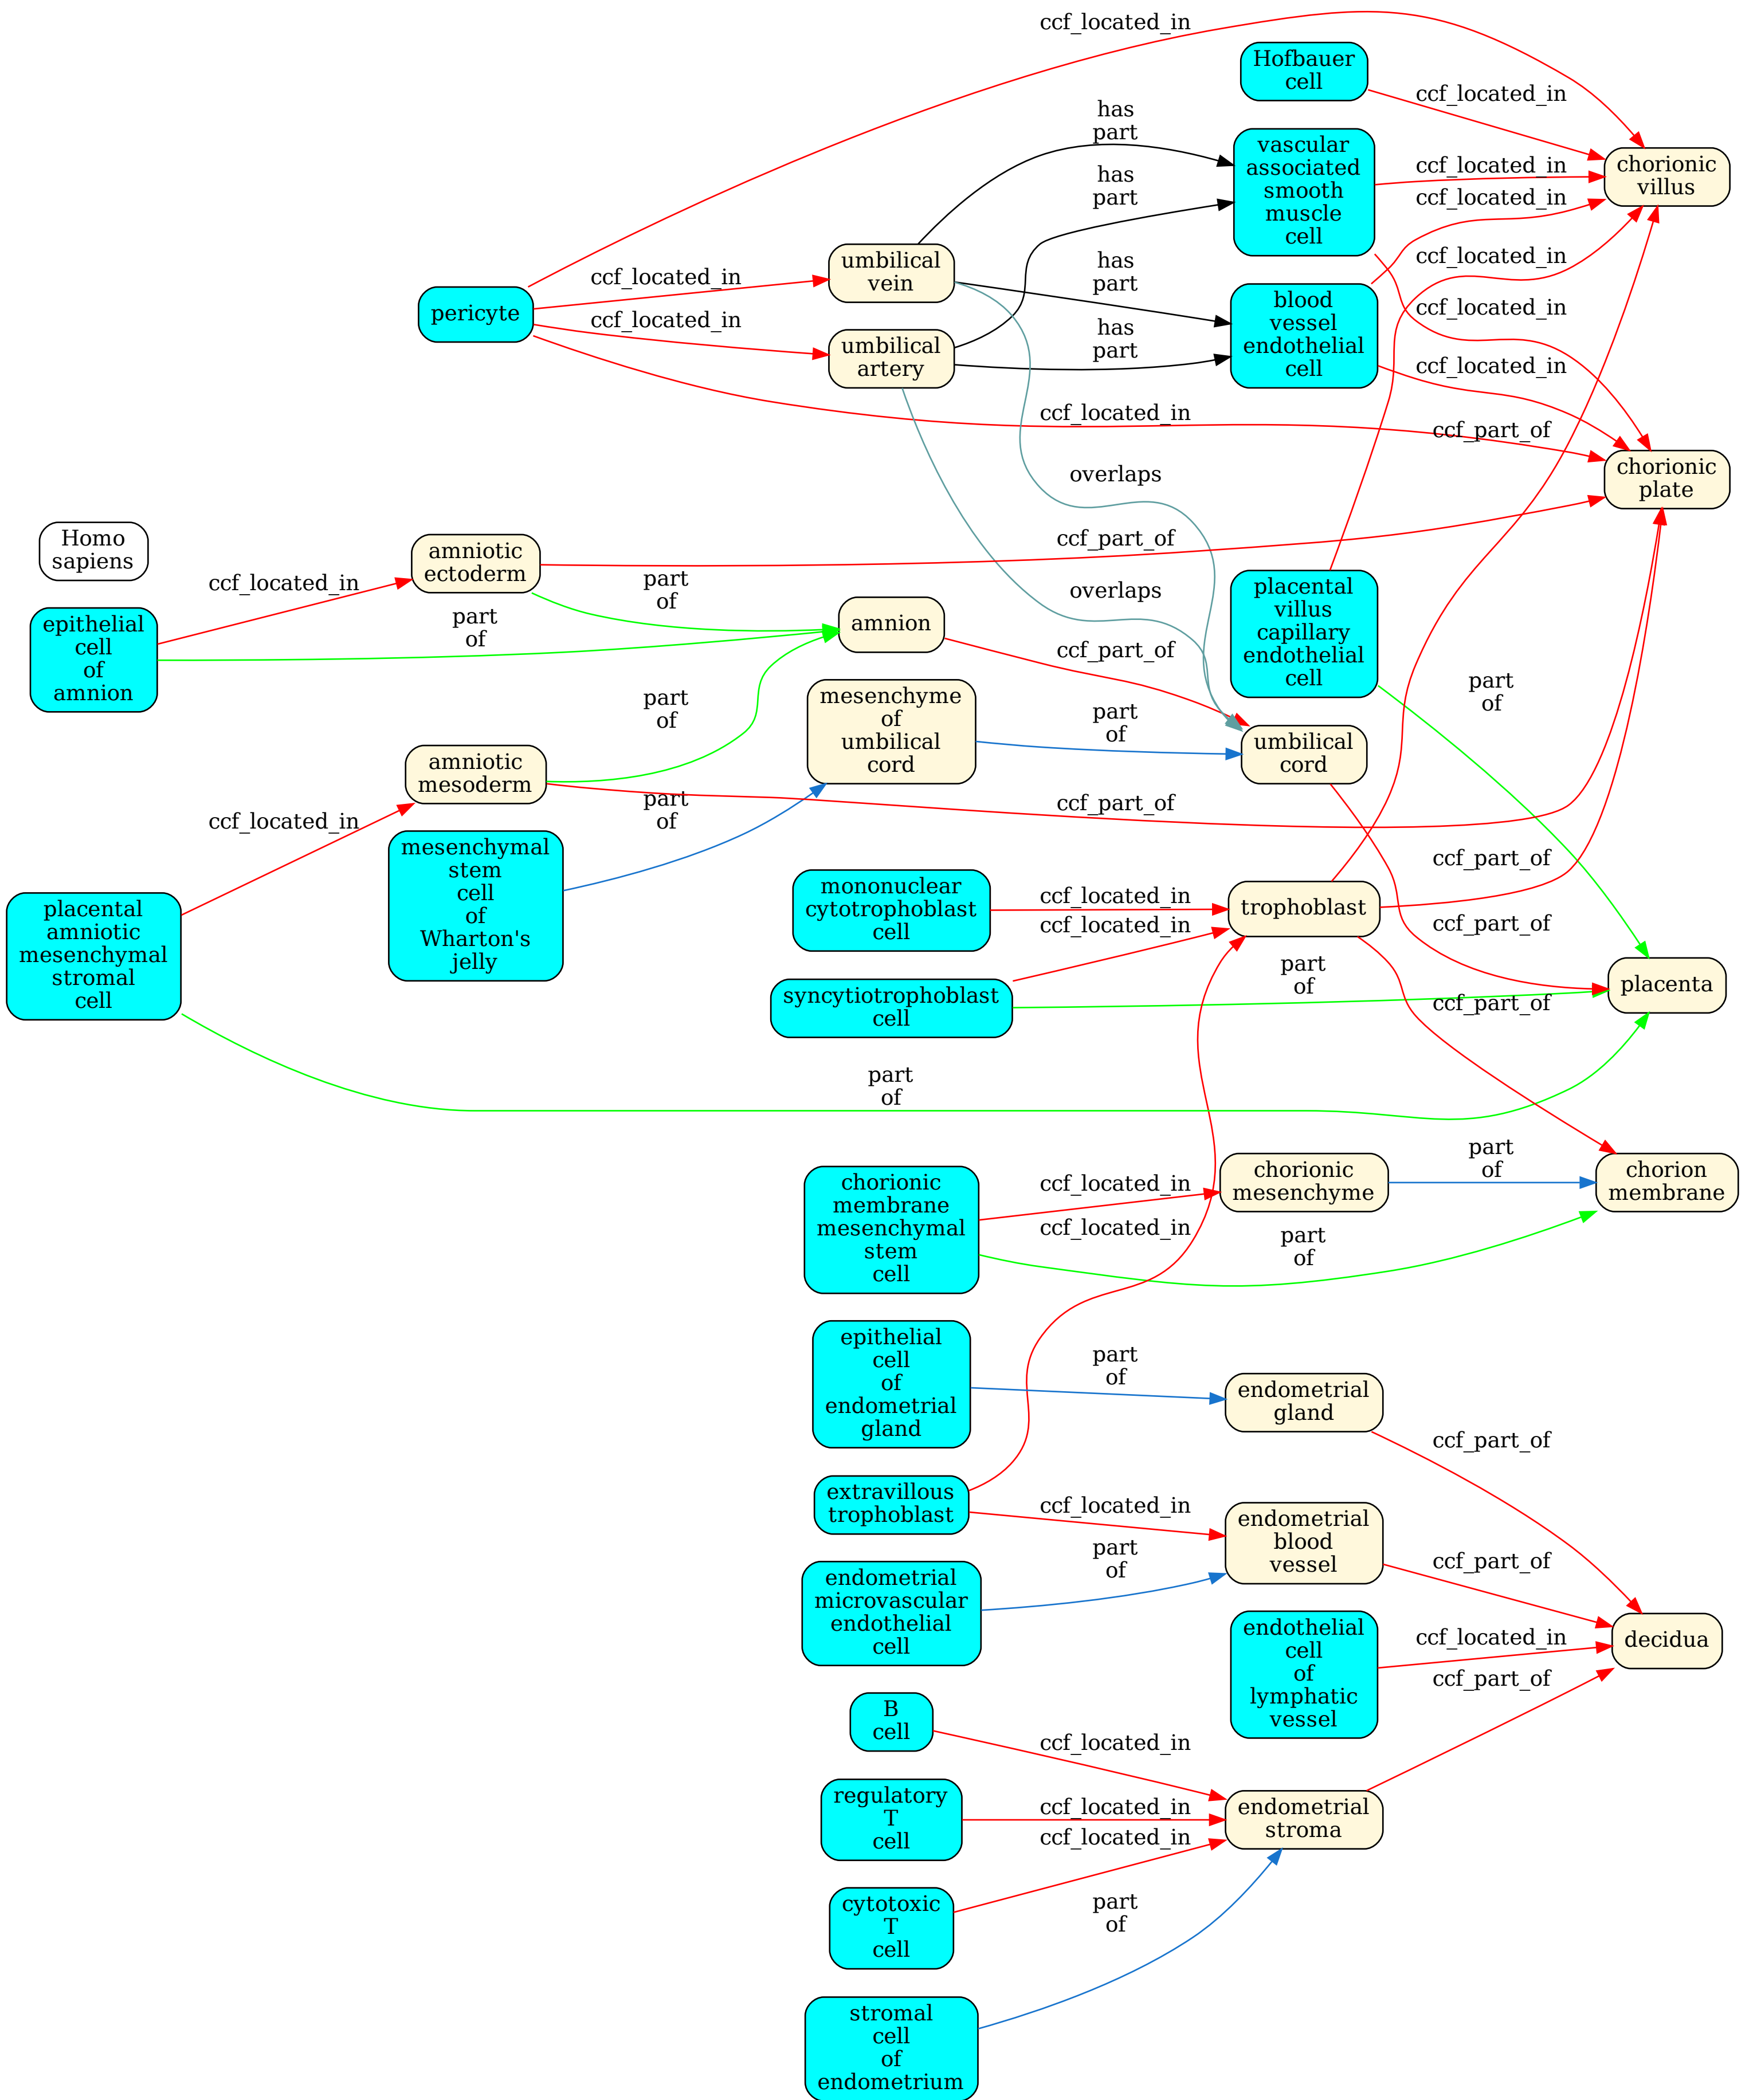 ccf_located_in
Hofbauer
cell
ccf_located_in
has
part
vascular
associated
smooth
muscle
cell
ccf_located_in
chorionic
villus
has
part
ccf_located_in
umbilical
vein
has
part
ccf_located_in
ccf_located_in
pericyte
ccf_located_in
blood
vessel
endothelial
cell
ccf_located_in
umbilical
artery
has
part
ccf_located_in
ccf_located_in
ccf_part_of
chorionic
plate
overlaps
Homo
sapiens
amniotic
ectoderm
ccf_part_of
ccf_located_in
part
of
overlaps
placental
villus
capillary
endothelial
cell
epithelial
cell
of
amnion
part
of
amnion
ccf_part_of
part
of
part
of
mesenchyme
of
umbilical
cord
part
of
umbilical
cord
amniotic
mesoderm
part
of
ccf_part_of
ccf_located_in
mesenchymal
stem
cell
of
Wharton's
jelly
ccf_part_of
placental
amniotic
mesenchymal
stromal
cell
mononuclear
cytotrophoblast
cell
ccf_located_in
trophoblast
ccf_located_in
ccf_part_of
syncytiotrophoblast
cell
part
of
placenta
ccf_part_of
part
of
chorionic
membrane
mesenchymal
stem
cell
ccf_located_in
chorionic
mesenchyme
part
of
chorion
membrane
ccf_located_in
part
of
epithelial
cell
of
endometrial
gland
part
of
endometrial
gland
ccf_part_of
extravillous
trophoblast
ccf_located_in
endometrial
blood
vessel
ccf_part_of
part
of
endometrial
microvascular
endothelial
cell
endothelial
cell
of
lymphatic
vessel
ccf_located_in
decidua
ccf_part_of
B
cell
ccf_located_in
regulatory
T
cell
ccf_located_in
endometrial
stroma
ccf_located_in
cytotoxic
T
cell
part
of
stromal
cell
of
endometrium